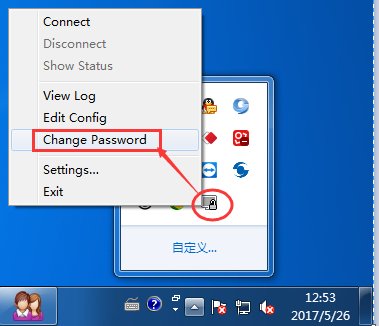 Connect
Disconnect
Show Status
View Log
Edit Config
Change Password
Settings...
Exit
自定义...
12:53
2017/5/26